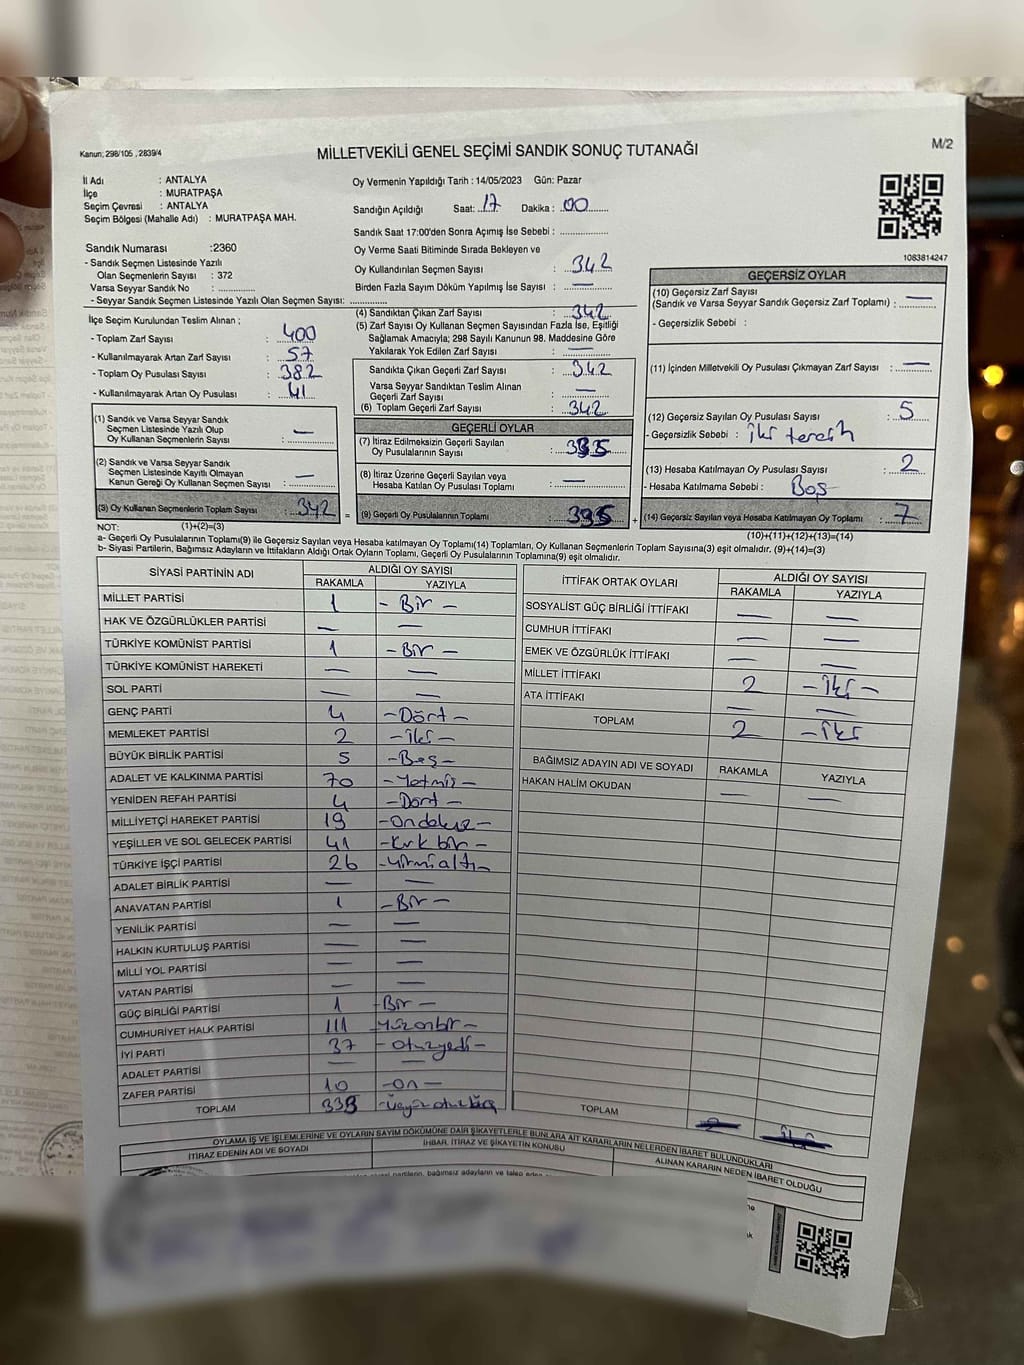 Kanun; 298/105 , 2839/4
MİLLETVEKİLİ GENEL SEÇİMİ SANDIK SONUÇ TUTANAĞI
M/2
İl Adı : ANTALYA
İlçe : MURATPAŞA
Seçim Çevresi : ANTALYA
Seçim Bölgesi (Mahalle Adı) : MURATPAŞA MAH.
Oy Vermenin Yapıldığı Tarih : 14/05/2023 Gün: Pazar
Sandığın Açıldığı Saat: 17 Dakika : 00
Sandık Saat 17:00'den Sonra Açımış İse Sebebi : ..............
1083814247
Sandık Numarası :2360
- Sandık Seçmen Listesinde Yazılı
Olan Seçmenlerin Sayısı : 372
Varsa Seyyar Sandık No : ..............
- Seyyar Sandık Seçmen Listesinde Yazılı Olan Seçmen Sayısı: ..............
Oy Verme Saati Bitiminde Sırada Bekleyen ve
Oy Kullandırılan Seçmen Sayısı : 342
Birden Fazla Sayım Döküm Yapılmış İse Sayısı : —
İlçe Seçim Kurulundan Teslim Alınan ;
- Toplam Zarf Sayısı : 400
- Kullanılmayarak Artan Zarf Sayısı : 57
- Toplam Oy Pusulası Sayısı : 382
- Kullanılmayarak Artan Oy Pusulası : 41
(1) Sandık ve Varsa Seyyar Sandık
Seçmen Listesinde Yazılı Olup
Oy Kullanan Seçmenlerin Sayısı : —
(2) Sandık ve Varsa Seyyar Sandık
Seçmen Listesinde Kayıtlı Olmayan
Kanun Gereği Oy Kullanan Seçmen Sayısı : —
(3) Oy Kullanan Seçmenlerin Toplam Sayısı : 342
(4) Sandıktan Çıkan Zarf Sayısı : 342
(5) Zarf Sayısı Oy Kullanan Seçmen Sayısından Fazla İse, Eşitliği
Sağlamak Amacıyla; 298 Sayılı Kanunun 98. Maddesine Göre
Yakılarak Yok Edilen Zarf Sayısı : —
Sandıkta Çıkan Geçerli Zarf Sayısı : 342
Varsa Seyyar Sandıktan Teslim Alınan
Geçerli Zarf Sayısı : —
(6) Toplam Geçerli Zarf Sayısı : 342
GEÇERLİ OYLAR
(7) İtiraz Edilmeksizin Geçerli Sayılan
Oy Pusulalarının Sayısı :
(8) İtiraz Üzerine Geçerli Sayılan veya
Hesaba Katılan Oy Pusulası Toplamı : —
= (9) Geçerli Oy Pusulalarının Toplamı :
GEÇERSİZ OYLAR
(10) Geçersiz Zarf Sayısı
(Sandık ve Varsa Seyyar Sandık Geçersiz Zarf Toplamı) : —
- Geçersizlik Sebebi :
(11) İçinden Milletvekili Oy Pusulası Çıkmayan Zarf Sayısı : —
(12) Geçersiz Sayılan Oy Pusulası Sayısı : 5
- Geçersizlik Sebebi : İki tercih
(13) Hesaba Katılmayan Oy Pusulası Sayısı : 2
- Hesaba Katılmama Sebebi : Boş
+ (14) Geçersiz Sayılan veya Hesaba Katılmayan Oy Toplamı : 7
NOT: (1)+(2)=(3)
(10)+(11)+(12)+(13)=(14)
a- Geçerli Oy Pusulalarının Toplamı(9) ile Geçersiz Sayılan veya Hesaba Katılmayan Oy Toplamı(14) Toplamları, Oy Kullanan Seçmenlerin Toplam Sayısına(3) eşit olmalıdır. (9)+(14)=(3)
b- Siyasi Partilerin, Bağımsız Adayların ve İttifakların Aldığı Ortak Oyların Toplamı, Geçerli Oy Pusulalarının Toplamına(9) eşit olmalıdır.
SİYASİ PARTİNİN ADI ALDIĞI OY SAYISI
RAKAMLA YAZIYLA
MİLLET PARTİSİ 1 - Bir -
HAK VE ÖZGÜRLÜKLER PARTİSİ — —
TÜRKİYE KOMÜNİST PARTİSİ 1 - Bir -
TÜRKİYE KOMÜNİST HAREKETİ — —
SOL PARTİ — —
GENÇ PARTİ 4 - Dört -
MEMLEKET PARTİSİ 2 - İki -
BÜYÜK BİRLİK PARTİSİ 5 - Beş -
ADALET VE KALKINMA PARTİSİ 70 - Yetmiş -
YENİDEN REFAH PARTİSİ 4 - Dört -
MİLLİYETÇİ HAREKET PARTİSİ 19 - Ondokuz -
YEŞİLLER VE SOL GELECEK PARTİSİ 41 - Kırk bir -
TÜRKİYE İŞÇİ PARTİSİ 26 - Yirmialtı -
ADALET BİRLİK PARTİSİ — —
ANAVATAN PARTİSİ 1 - Bir -
YENİLİK PARTİSİ — —
HALKIN KURTULUŞ PARTİSİ — —
MİLLİ YOL PARTİSİ — —
VATAN PARTİSİ — —
GÜÇ BİRLİĞİ PARTİSİ 1 - Bir -
CUMHURİYET HALK PARTİSİ 111 - Yüzonbir -
İYİ PARTİ 37 - Otuzyedi -
ADALET PARTİSİ — —
ZAFER PARTİSİ 10 - On -
TOPLAM 333
İTTİFAK ORTAK OYLARI ALDIĞI OY SAYISI
RAKAMLA YAZIYLA
SOSYALİST GÜÇ BİRLİĞİ İTTİFAKI — —
CUMHUR İTTİFAKI — —
EMEK VE ÖZGÜRLÜK İTTİFAKI — —
MİLLET İTTİFAKI 2 - İki -
ATA İTTİFAKI — —
TOPLAM 2 - İki
BAĞIMSIZ ADAYIN ADI VE SOYADI RAKAMLA YAZIYLA
HAKAN HALİM OKUDAN — —
TOPLAM
OYLAMA İŞ VE İŞLEMLERİNE VE OYLARIN SAYIM DÖKÜMÜNE DAİR ŞİKAYETLERLE BUNLARA AİT KARARLARIN NELERDEN İBARET BULUNDUKLARI
İTİRAZ EDENİN ADI VE SOYADI
İHBAR, İTİRAZ VE ŞİKAYETİN KONUSU
ALINAN KARARIN NEDEN İBARET OLDUĞU